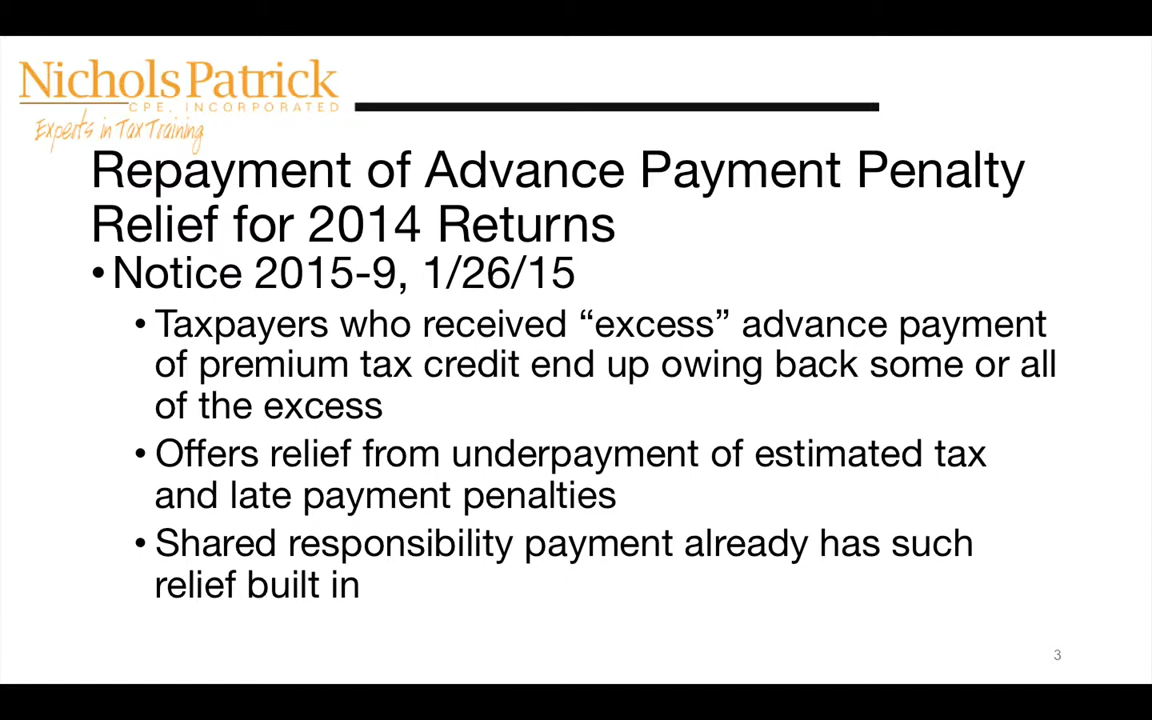 Nichols Patrick
CPE, INCORPORATED
Experts in Tax Training
Repayment of Advance Payment Penalty
Relief for 2014 Returns
• Notice 2015-9, 1/26/15
• Taxpayers who received “excess” advance payment
of premium tax credit end up owing back some or all
of the excess
• Offers relief from underpayment of estimated tax
and late payment penalties
• Shared responsibility payment already has such
relief built in
3